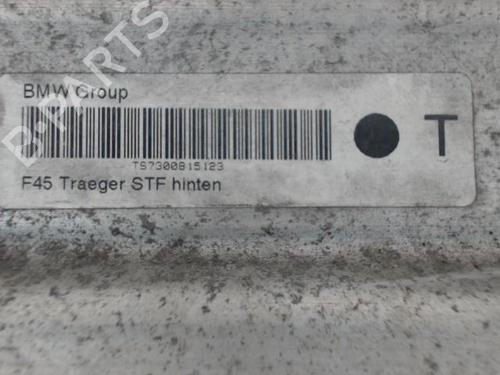 BMW Group
T
TS7300815123
F45 Traeger STF hinten
B-PARTS